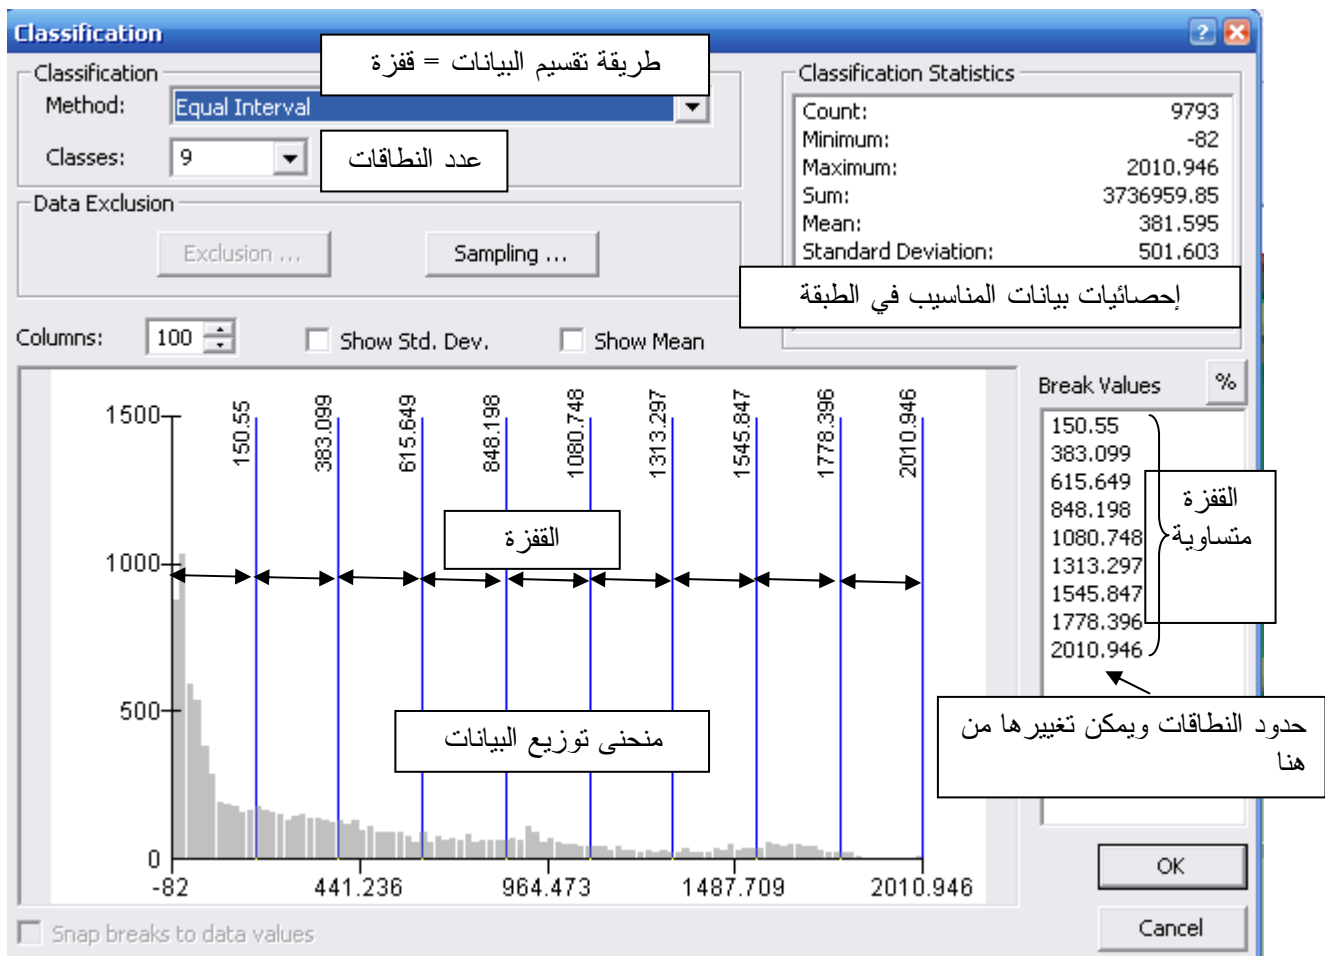 Classification
Classification
طريقة تقسيم البيانات = قفزة
Method:
Equal Interval
Classes:
9
عدد النطاقات
Classification Statistics
Count: 9793
Minimum: -82
Maximum: 2010.946
Sum: 3736959.85
Mean: 381.595
Standard Deviation: 501.603
إحصائيات بيانات المناسيب في الطبقة
Data Exclusion
Exclusion ...
Sampling ...
Columns:
100
Show Std. Dev.
Show Mean
Break Values
%
150.55
383.099
615.649
848.198
1080.748
1313.297
1545.847
1778.396
2010.946
القفزة
متساوية
حدود النطاقات ويمكن تغييرها من
هنا
1500
1000
500
0
150.55
383.099
615.649
848.198
1080.748
1313.297
1545.847
1778.396
2010.946
القفزة
منحنى توزيع البيانات
-82
441.236
964.473
1487.709
2010.946
Snap breaks to data values
OK
Cancel